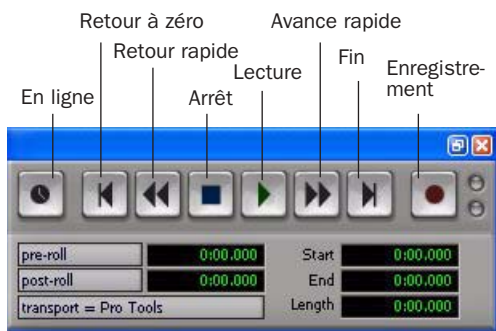 Retour à zéro
Avance rapide
Retour rapide
Fin
Lecture
Enregistre-
ment
En ligne
Arrêt
pre-roll 0:00.000 Start 0:00.000
post-roll 0:00.000 End 0:00.000
transport = Pro Tools Length 0:00.000